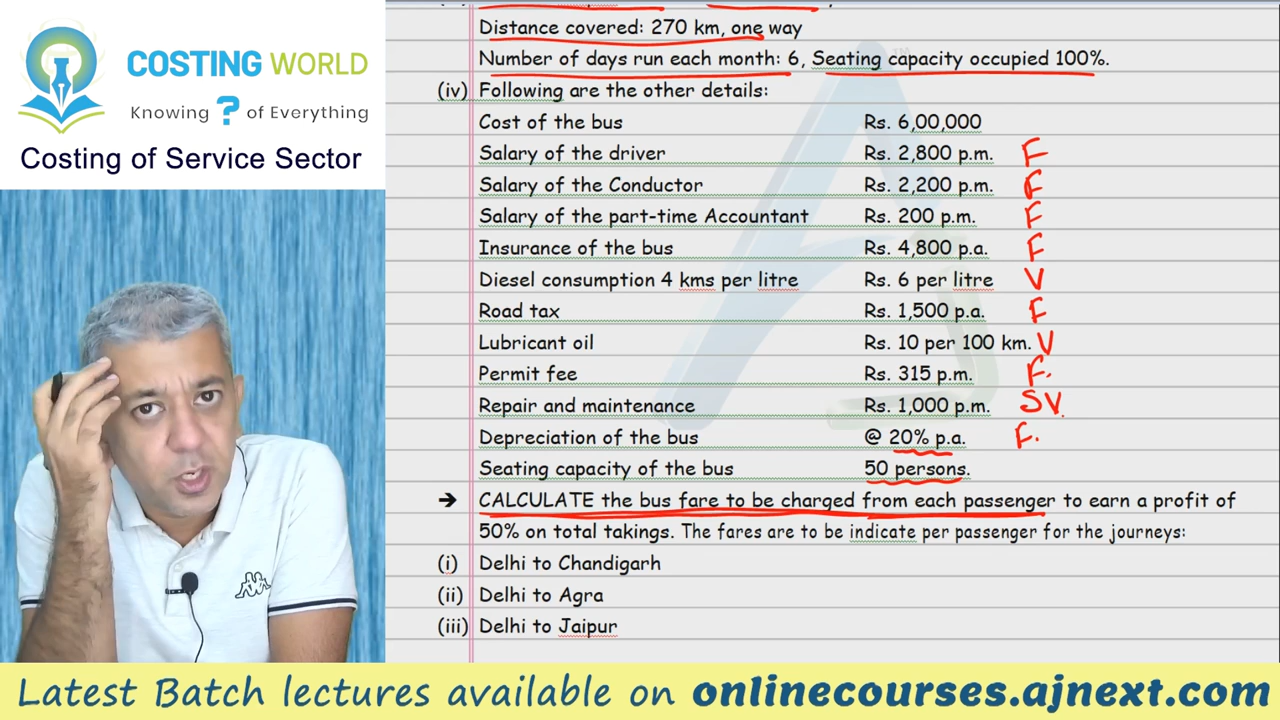 COSTING WORLD
Knowing ? of Everything
Costing of Service Sector
Distance covered: 270 km, one way
Number of days run each month: 6, Seating capacity occupied 100%.
(iv) Following are the other details:
Cost of the bus Rs. 6,00,000
Salary of the driver Rs. 2,800 p.m. F
Salary of the Conductor Rs. 2,200 p.m. F
Salary of the part-time Accountant Rs. 200 p.m. F
Insurance of the bus Rs. 4,800 p.a. F
Diesel consumption 4 kms per litre Rs. 6 per litre V
Road tax Rs. 1,500 p.a. F
Lubricant oil Rs. 10 per 100 km. V
Permit fee Rs. 315 p.m. F.
Repair and maintenance Rs. 1,000 p.m. SV.
Depreciation of the bus @ 20% p.a. F.
Seating capacity of the bus 50 persons.
➔ CALCULATE the bus fare to be charged from each passenger to earn a profit of
50% on total takings. The fares are to be indicate per passenger for the journeys:
(i) Delhi to Chandigarh
(ii) Delhi to Agra
(iii) Delhi to Jaipur
Latest Batch lectures available on onlinecourses.ajnext.com